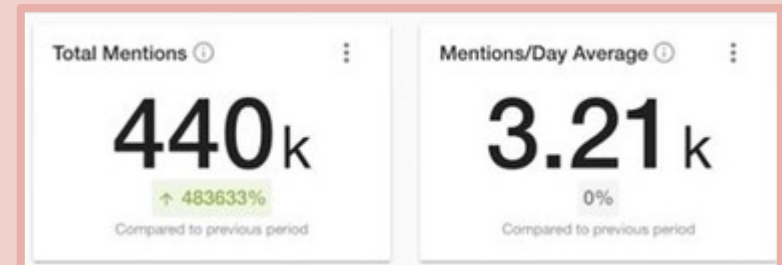 Total Mentions
440k
↑ 483633%
Compared to previous period
Mentions/Day Average
3.21 k
0%
Compared to previous period